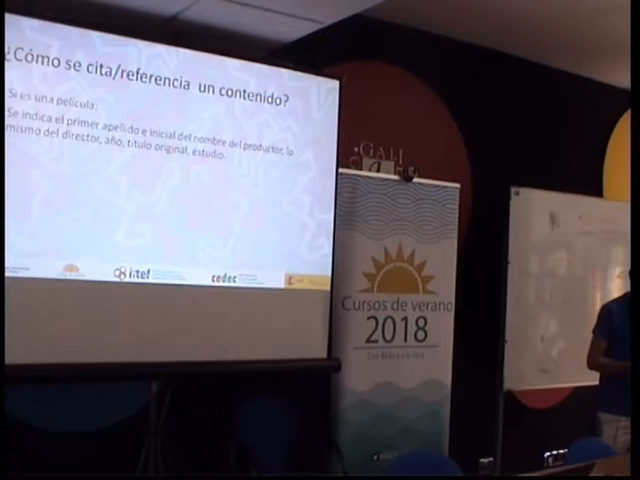 ¿Cómo se cita/referencia un contenido?
Si es una película:
Se indica el primer apellido e inicial del nombre del productor, lo
mismo del director, año, título original, estudio.
intef
cedec
GALI
Cursos de verano
2018